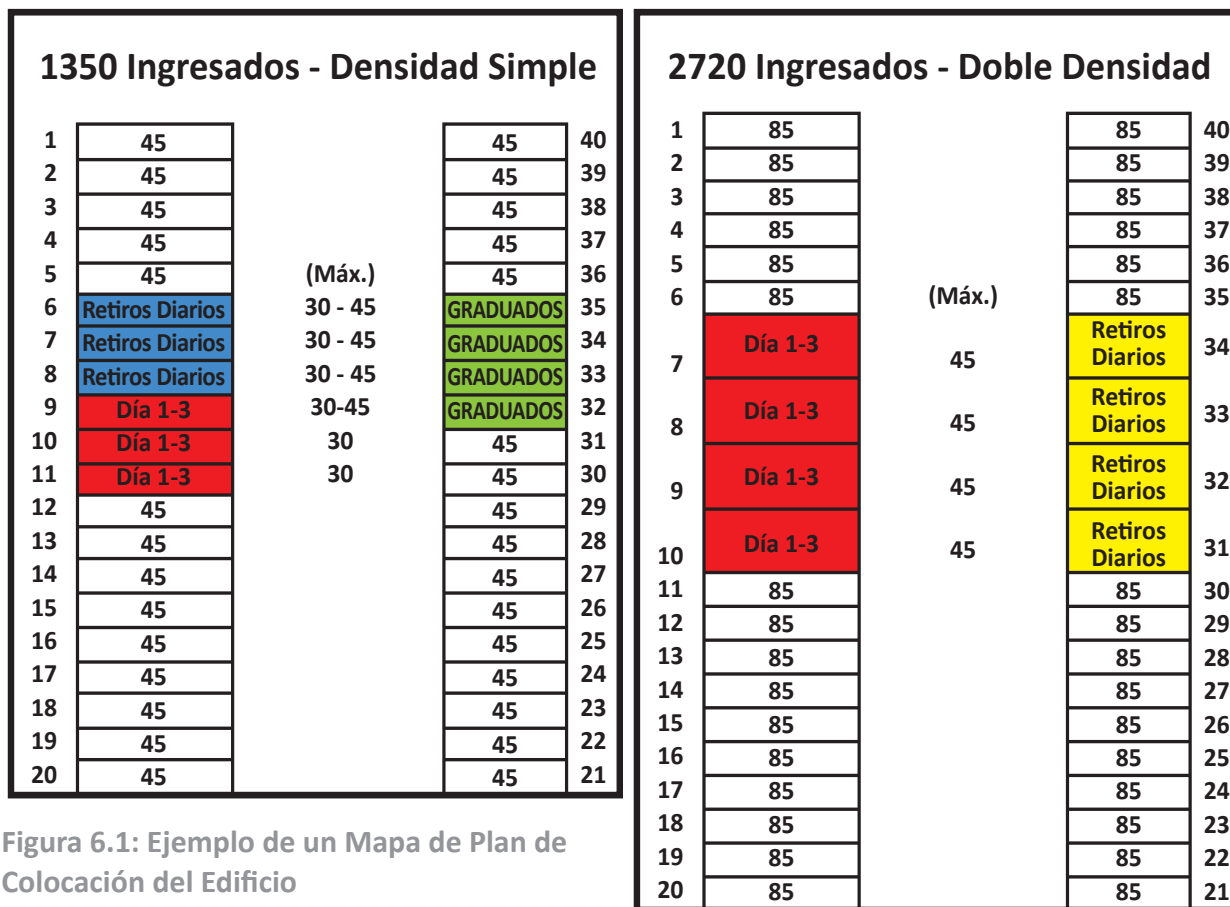 1350 Ingresados - Densidad Simple
1 45 45 40
2 45 45 39
3 45 45 38
4 45 45 37
5 45 (Máx.) 45 36
6 Retiros Diarios 30 - 45 GRADUADOS 35
7 Retiros Diarios 30 - 45 GRADUADOS 34
8 Retiros Diarios 30 - 45 GRADUADOS 33
9 Día 1-3 30-45 GRADUADOS 32
10 Día 1-3 30 45 31
11 Día 1-3 30 45 30
12 45 45 29
13 45 45 28
14 45 45 27
15 45 45 26
16 45 45 25
17 45 45 24
18 45 45 23
19 45 45 22
20 45 45 21
Figura 6.1: Ejemplo de un Mapa de Plan de
Colocación del Edificio
2720 Ingresados - Doble Densidad
1 85 85 40
2 85 85 39
3 85 85 38
4 85 85 37
5 85 85 36
6 85 (Máx.) 85 35
7 Día 1-3 45 Retiros
Diarios 34
8 Día 1-3 45 Retiros
Diarios 33
9 Día 1-3 45 Retiros
Diarios 32
10 Día 1-3 45 Retiros
Diarios 31
11 85 85 30
12 85 85 29
13 85 85 28
14 85 85 27
15 85 85 26
16 85 85 25
17 85 85 24
18 85 85 23
19 85 85 22
20 85 85 21